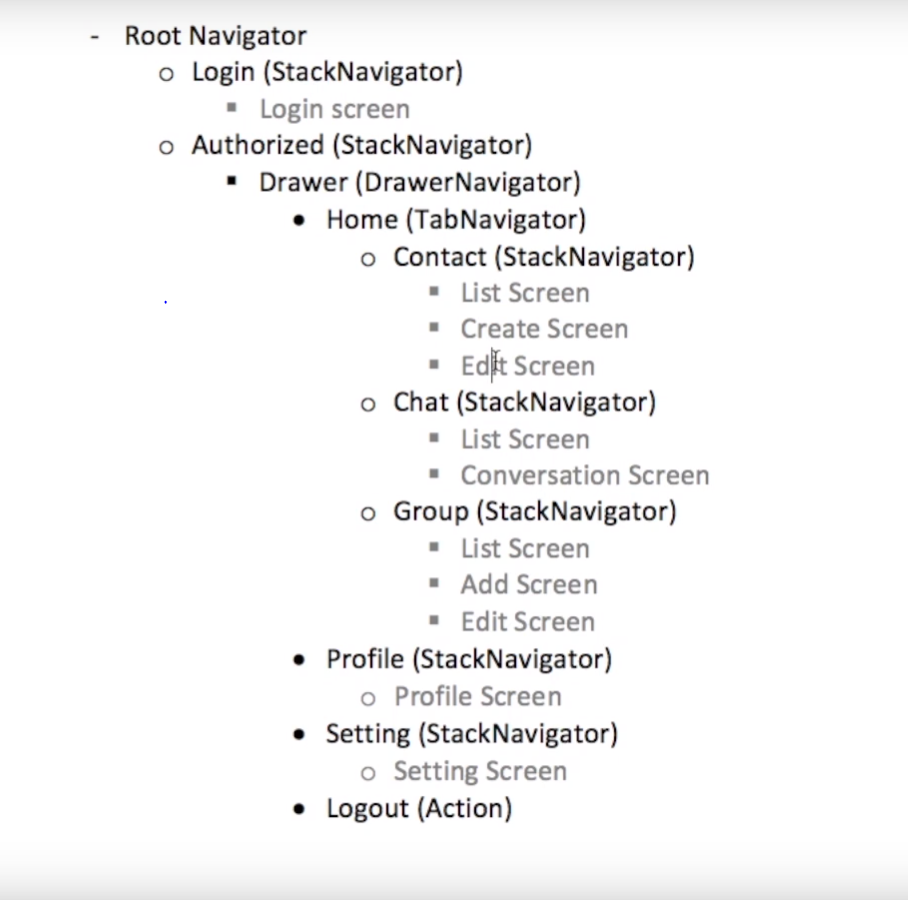 - Root Navigator
o Login (StackNavigator)
▪ Login screen
o Authorized (StackNavigator)
▪ Drawer (DrawerNavigator)
• Home (TabNavigator)
o Contact (StackNavigator)
▪ List Screen
▪ Create Screen
▪ Edit Screen
o Chat (StackNavigator)
▪ List Screen
▪ Conversation Screen
o Group (StackNavigator)
▪ List Screen
▪ Add Screen
▪ Edit Screen
• Profile (StackNavigator)
o Profile Screen
• Setting (StackNavigator)
o Setting Screen
• Logout (Action)